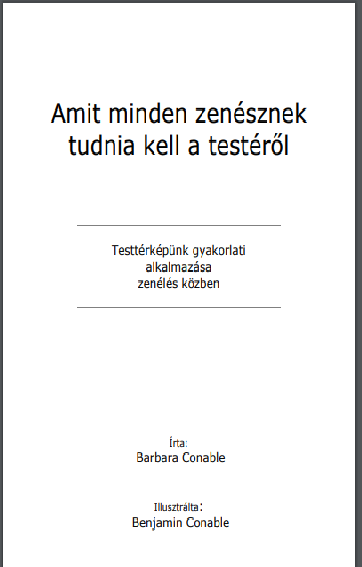 Amit minden zenésznek
tudnia kell a testéről
Testtérképünk gyakorlati
alkalmazása
zenélés közben
Írta:
Barbara Conable
Illusztrálta:
Benjamin Conable